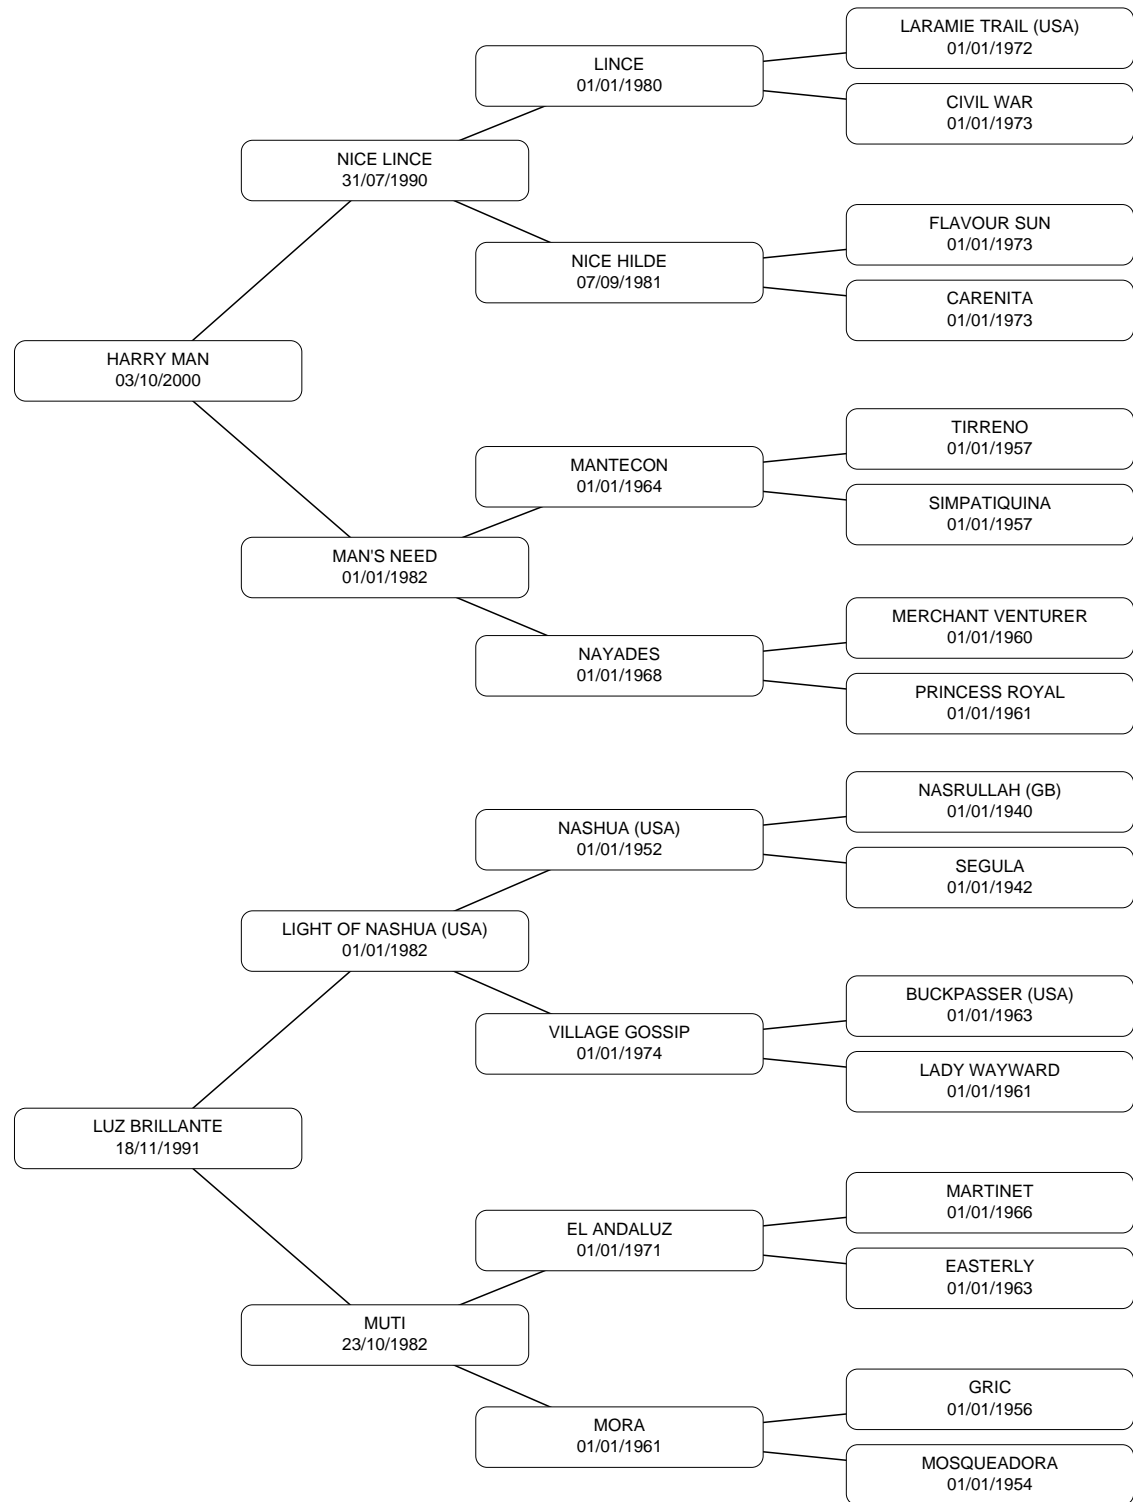 LARAMIE TRAIL (USA)
01/01/1972
LINCE
01/01/1980
CIVIL WAR
01/01/1973
NICE LINCE
31/07/1990
FLAVOUR SUN
01/01/1973
NICE HILDE
07/09/1981
CARENITA
01/01/1973
HARRY MAN
03/10/2000
TIRRENO
01/01/1957
MANTECON
01/01/1964
SIMPATIQUINA
01/01/1957
MAN'S NEED
01/01/1982
MERCHANT VENTURER
01/01/1960
NAYADES
01/01/1968
PRINCESS ROYAL
01/01/1961
NASRULLAH (GB)
01/01/1940
NASHUA (USA)
01/01/1952
SEGULA
01/01/1942
LIGHT OF NASHUA (USA)
01/01/1982
BUCKPASSER (USA)
01/01/1963
VILLAGE GOSSIP
01/01/1974
LADY WAYWARD
01/01/1961
LUZ BRILLANTE
18/11/1991
MARTINET
01/01/1966
EL ANDALUZ
01/01/1971
EASTERLY
01/01/1963
MUTI
23/10/1982
GRIC
01/01/1956
MORA
01/01/1961
MOSQUEADORA
01/01/1954